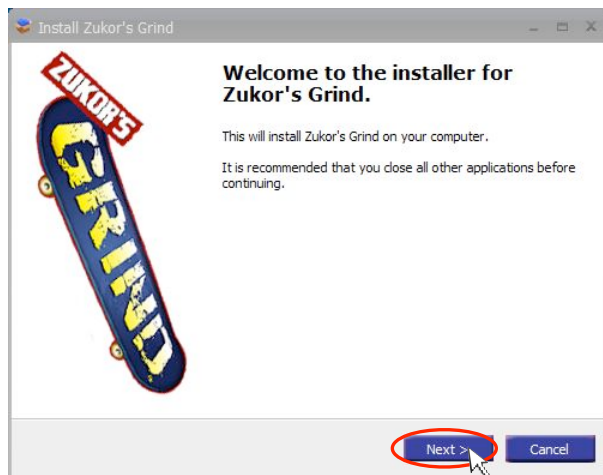 Install Zukor's Grind
ZUKOR'S
GRIND
Welcome to the installer for
Zukor's Grind.
This will install Zukor's Grind on your computer.
It is recommended that you close all other applications before
continuing.
Next >
Cancel